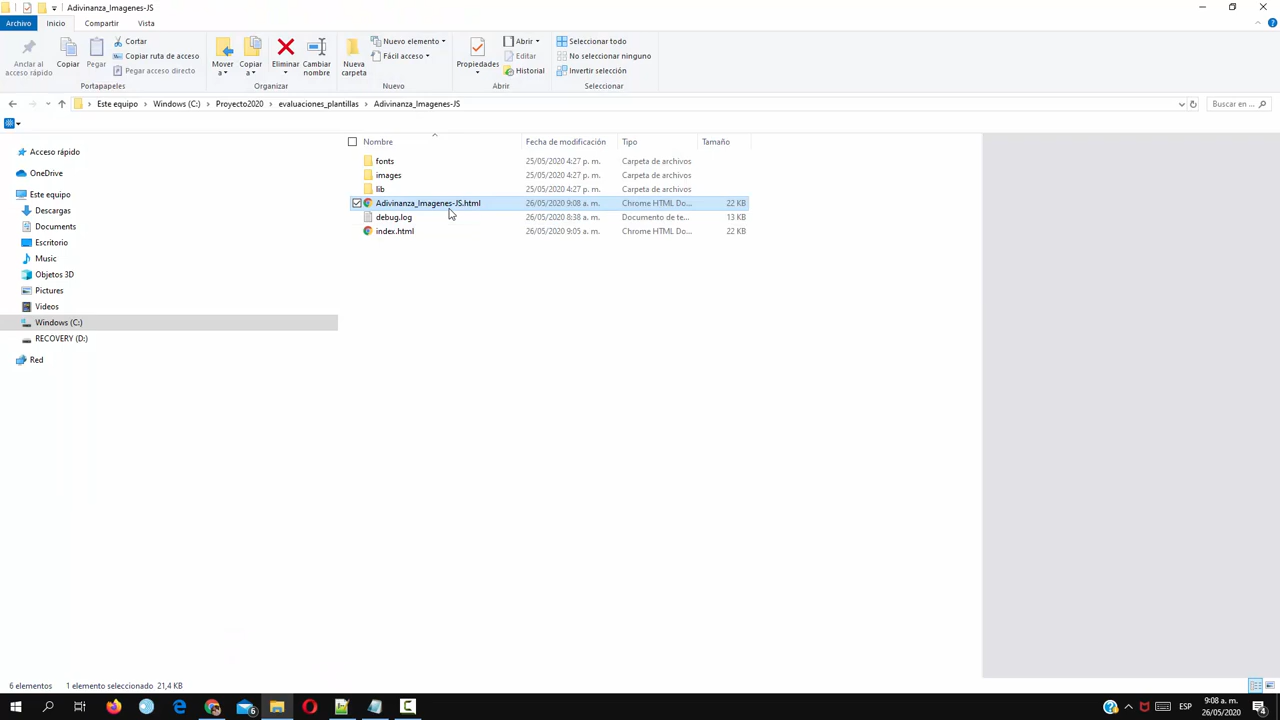 Adivinanza_Imagenes-JS
Archivo Inicio Compartir Vista
Anclar al acceso rápido
Copiar
Pegar
Cortar
Copiar ruta de acceso
Pegar acceso directo
Portapapeles
Mover a
Copiar a
Eliminar
Cambiar nombre
Organizar
Nueva carpeta
Nuevo elemento
Fácil acceso
Nuevo
Propiedades
Abrir
Editar
Historial
Abrir
Seleccionar todo
No seleccionar ninguno
Invertir selección
Seleccionar
Este equipo > Windows (C:) > Proyecto2020 > evaluaciones_plantillas > Adivinanza_Imagenes-JS
Buscar en ...
Nombre Fecha de modificación Tipo Tamaño
fonts 25/05/2020 4:27 p. m. Carpeta de archivos
images 25/05/2020 4:27 p. m. Carpeta de archivos
lib 25/05/2020 4:27 p. m. Carpeta de archivos
Adivinanza_Imagenes-JS.html 26/05/2020 9:08 a. m. Chrome HTML Do... 22 KB
debug.log 26/05/2020 8:38 a. m. Documento de te... 13 KB
index.html 26/05/2020 9:05 a. m. Chrome HTML Do... 22 KB
Acceso rápido
OneDrive
Este equipo
Descargas
Documents
Escritorio
Music
Objetos 3D
Pictures
Videos
Windows (C:)
RECOVERY (D:)
Red
6 elementos 1 elemento seleccionado 21,4 KB
6
ESP
9:08 a. m.
26/05/2020
4